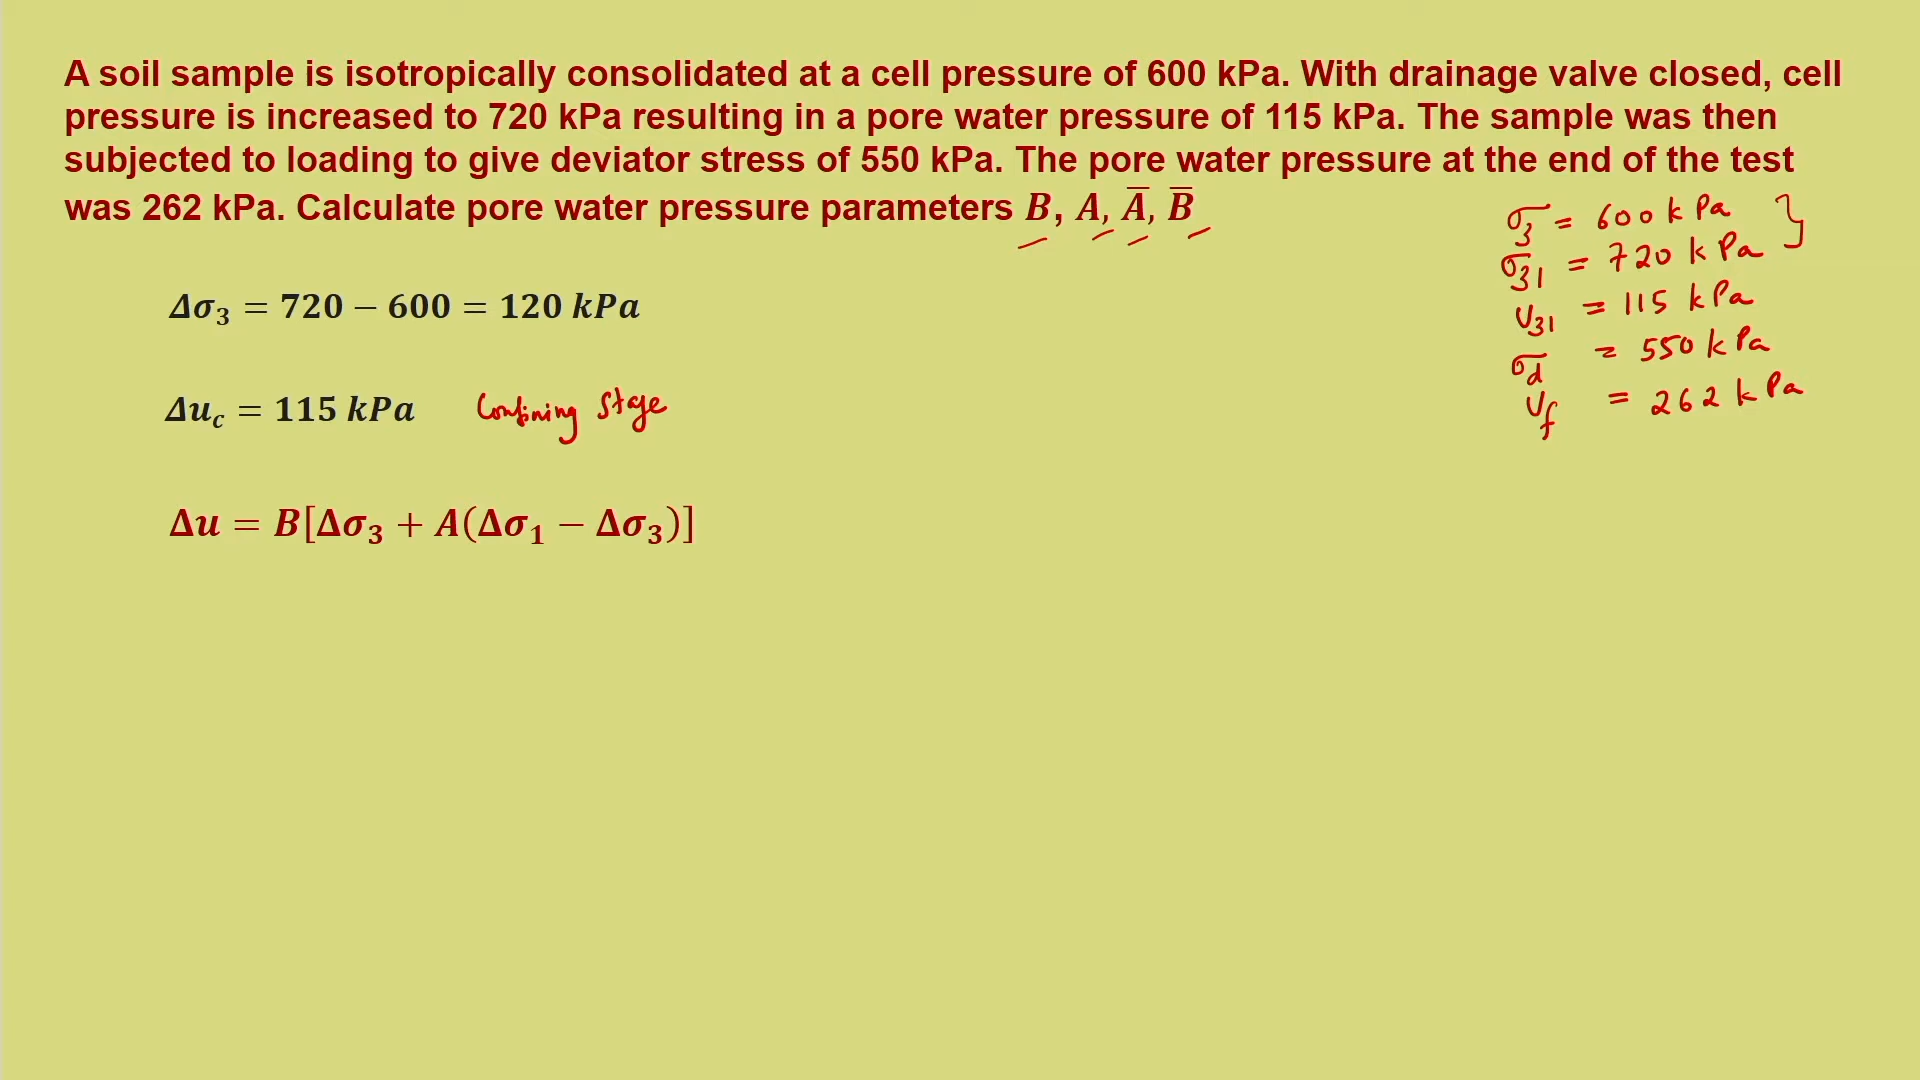 A soil sample is isotropically consolidated at a cell pressure of 600 kPa. With drainage valve closed, cell
pressure is increased to 720 kPa resulting in a pore water pressure of 115 kPa. The sample was then
subjected to loading to give deviator stress of 550 kPa. The pore water pressure at the end of the test
was 262 kPa. Calculate pore water pressure parameters B, A, A̅, B̅
σ₃ = 600 kPa }
σ₃₁ = 720 kPa
U₃₁ = 115 kPa
σd = 550 kPa
Uf = 262 kPa
Δσ₃ = 720 − 600 = 120 kPa
Δu_c = 115 kPa Confining Stage
Δu = B[Δσ₃ + A(Δσ₁ − Δσ₃)]